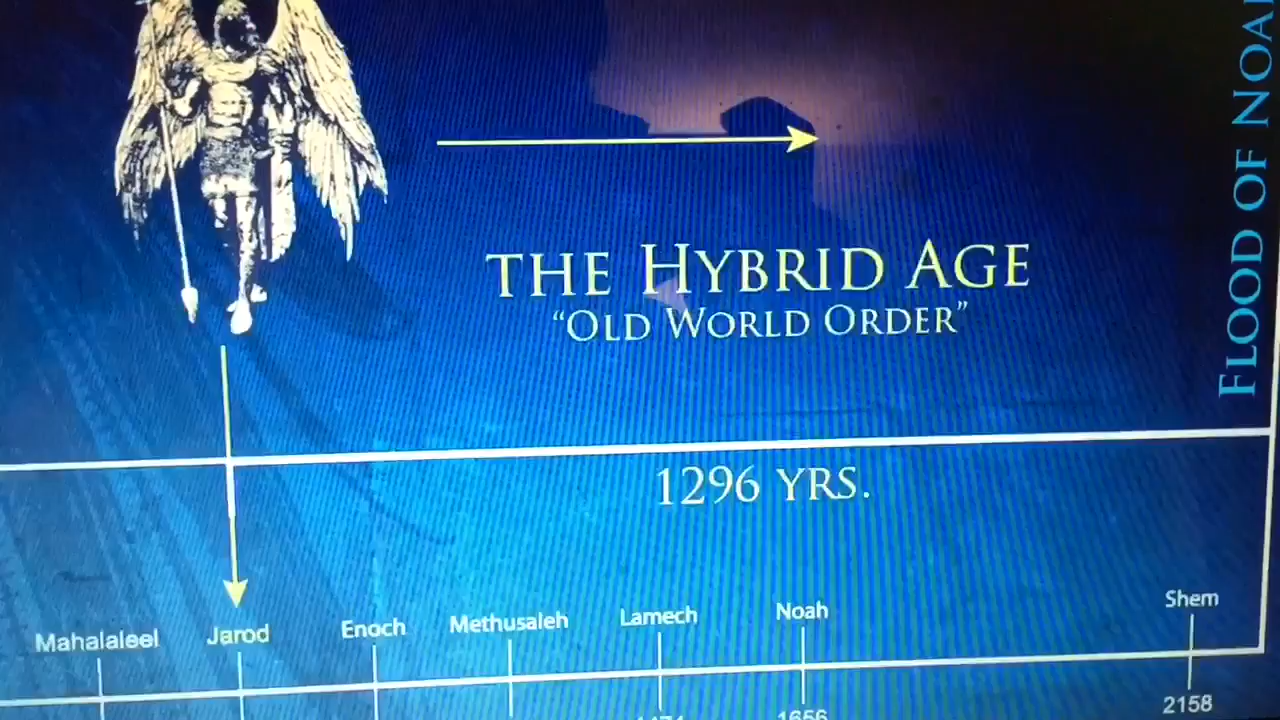 FLOOD OF NOA
THE HYBRID AGE
“OLD WORLD ORDER”
1296 YRS.
Mahalaleel Jarod Enoch Methusaleh Lamech Noah Shem
1656 2158